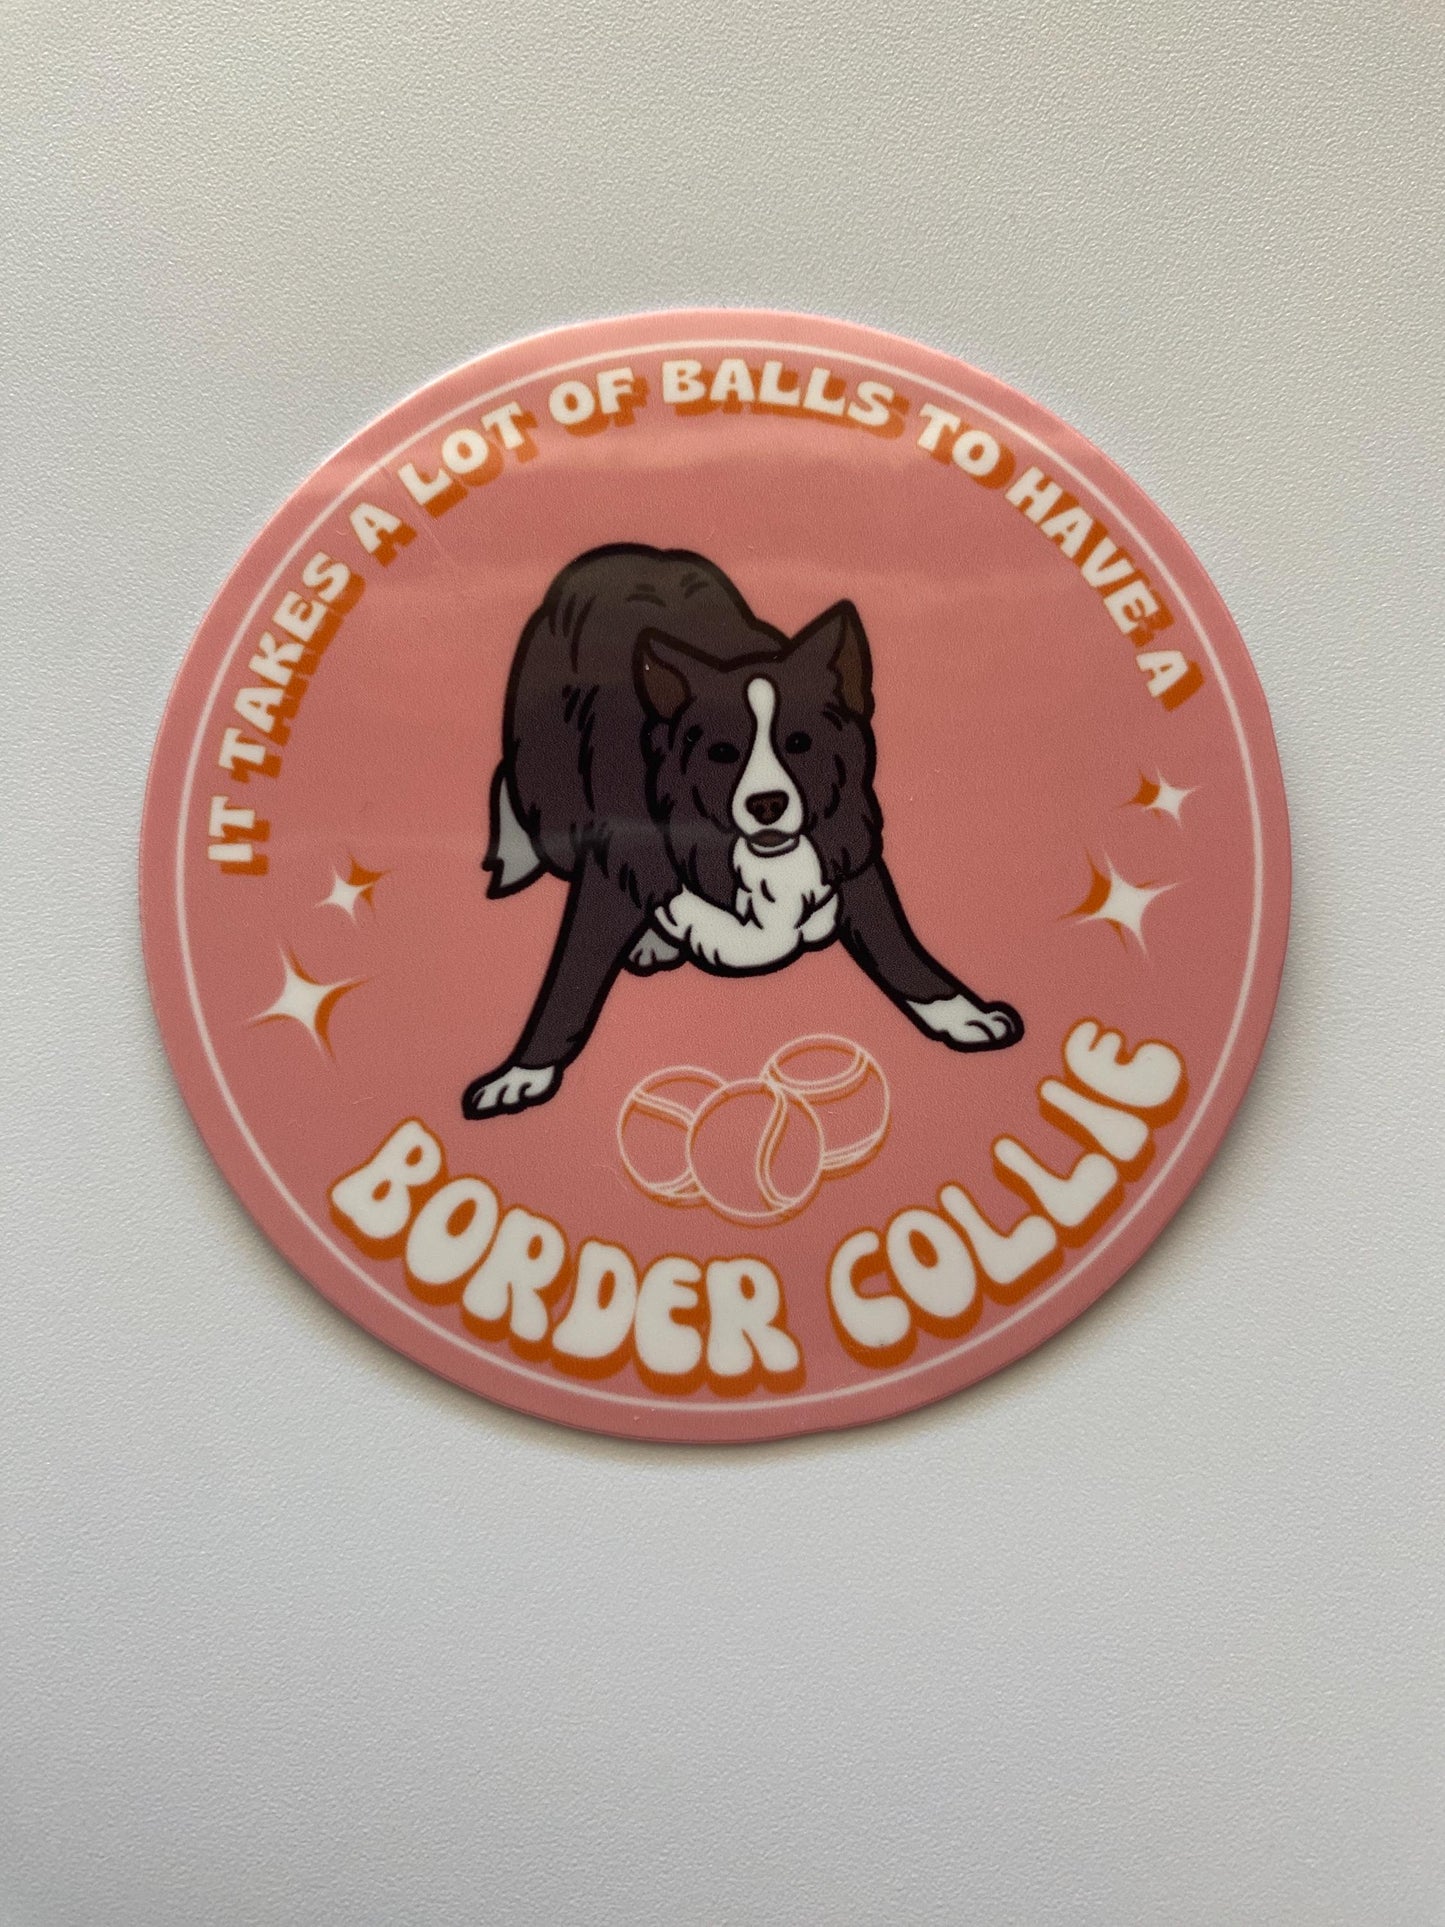 IT TAKES A LOT OF BALLS TO HAVE A
BORDER COLLIE